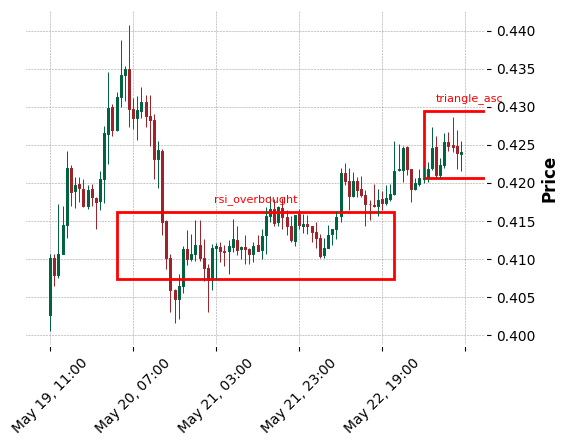 0.440
0.435
triangle_asc
0.430
0.425
0.420
rsi_overbought
0.415
0.410
0.405
0.400
Price
May 19, 11:00
May 20, 07:00
May 21, 03:00
May 21, 23:00
May 22, 19:00